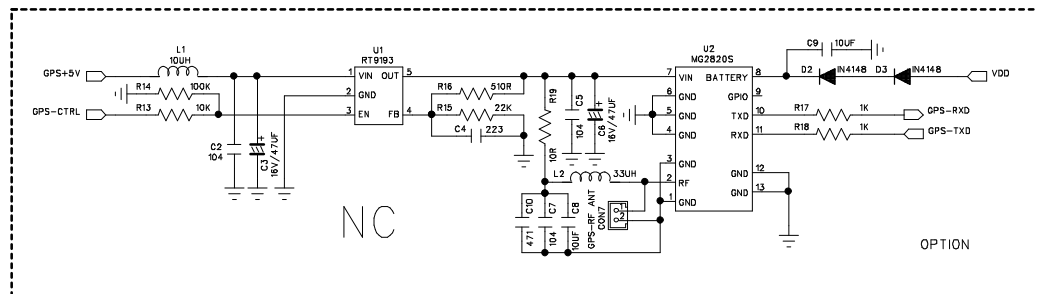 C9 10UF
L1
10UH
U1
RT9193
U2
MG2820S
D2 IN4148 D3 IN4148
GPS+5V
1 VIN OUT 5
7 VIN BATTERY 8
VDD
R14 100K
2 GND
R16 510R
R19
C5
6 GND GPIO 9
GPS-CTRL
R13 10K
3 EN FB 4
R15 22K
5 GND TXD 10
R17 1K
GPS-RXD
C4 223
4 GND RXD 11
R18 1K
GPS-TXD
C2
104
C3
16V/47UF
104
C6
16V/47UF
10R
3 GND
GND 12
L2 33UH
2 RF
GND 13
1 GND
C10
471
C7
104
C8
10UF
GPS-RF ANT
CON7
1
2
NC
OPTION